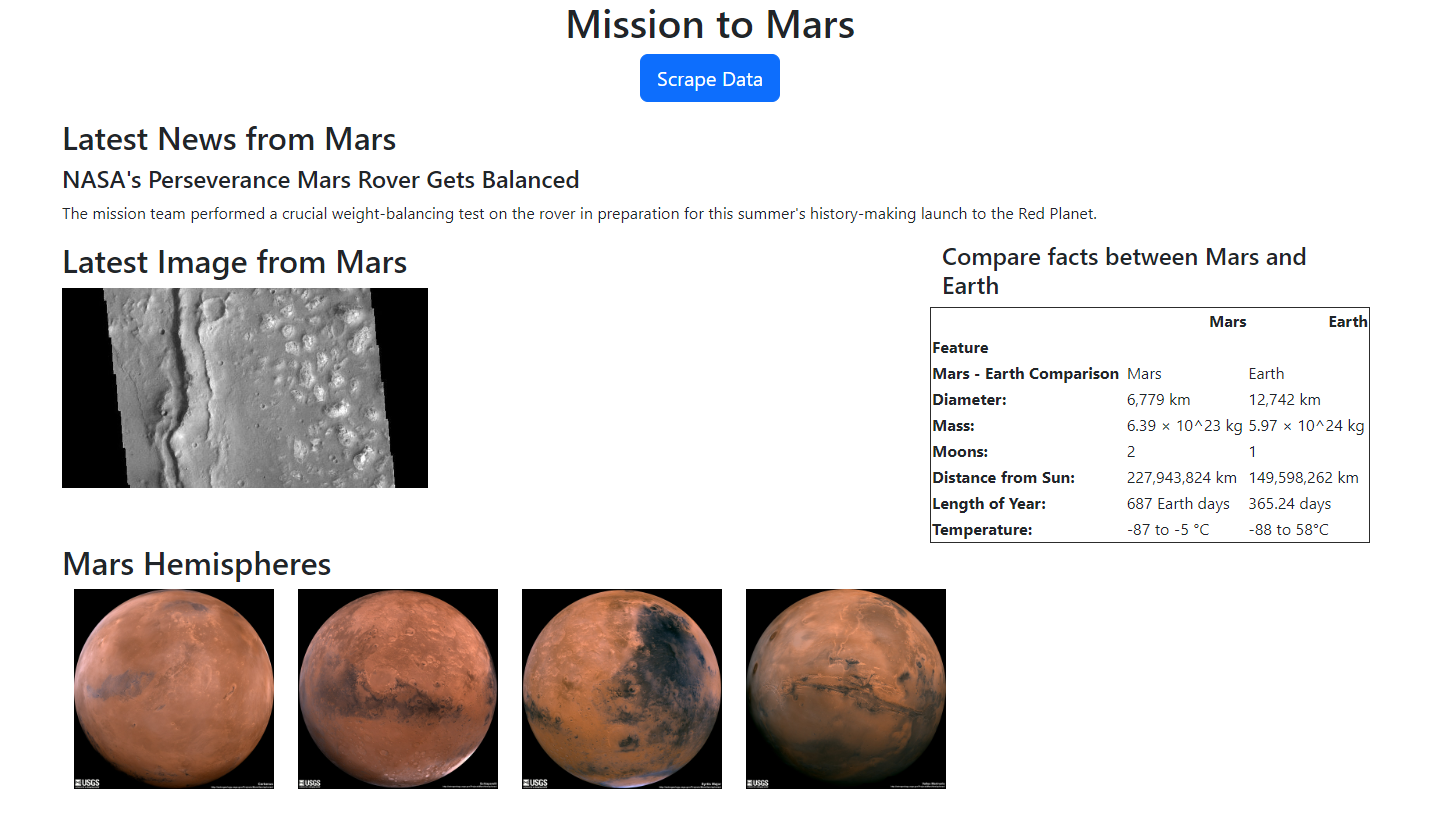 Mission to Mars
Scrape Data
Latest News from Mars
NASA's Perseverance Mars Rover Gets Balanced
The mission team performed a crucial weight-balancing test on the rover in preparation for this summer's history-making launch to the Red Planet.
Latest Image from Mars
Compare facts between Mars and
Earth
Mars Earth
Feature
Mars - Earth Comparison Mars Earth
Diameter: 6,779 km 12,742 km
Mass: 6.39 × 10^23 kg 5.97 × 10^24 kg
Moons: 2 1
Distance from Sun: 227,943,824 km 149,598,262 km
Length of Year: 687 Earth days 365.24 days
Temperature: -87 to -5 °C -88 to 58°C
Mars Hemispheres
USGS
USGS
USGS
USGS